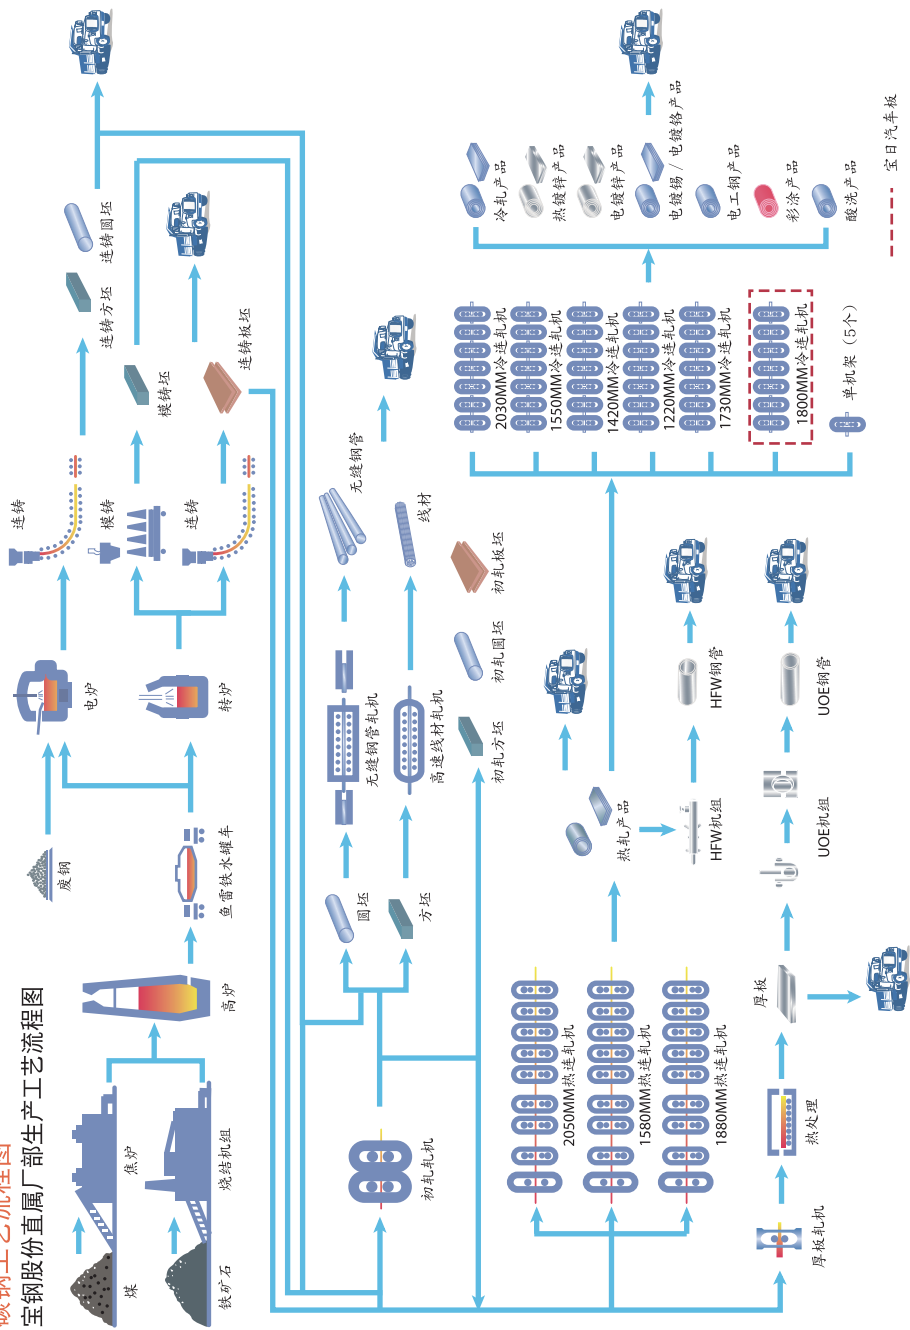 碳钢工艺流程图
宝钢股份直属厂部生产工艺流程图
煤
焦炉
铁矿石
烧结机组
高炉
鱼雷铁水罐车
废钢
电炉
转炉
连铸
模铸
连铸
连铸方坯
连铸圆坯
模铸坯
连铸板坯
初轧轧机
圆坯
方坯
无缝钢管轧机
高速线材轧机
无缝钢管
线材
初轧方坯
初轧圆坯
初轧板坯
2050MM热连轧机
1580MM热连轧机
1880MM热连轧机
热轧产品
HFW机组
HFW钢管
厚板轧机
热处理
厚板
UOE机组
UOE钢管
2030MM冷连轧机
1550MM冷连轧机
1420MM冷连轧机
1220MM冷连轧机
1730MM冷连轧机
1800MM冷连轧机
单机架（5个）
冷轧产品
热镀锌产品
电镀锌产品
电镀锡 / 电镀铬产品
电工钢产品
彩涂产品
酸洗产品
宝日汽车板